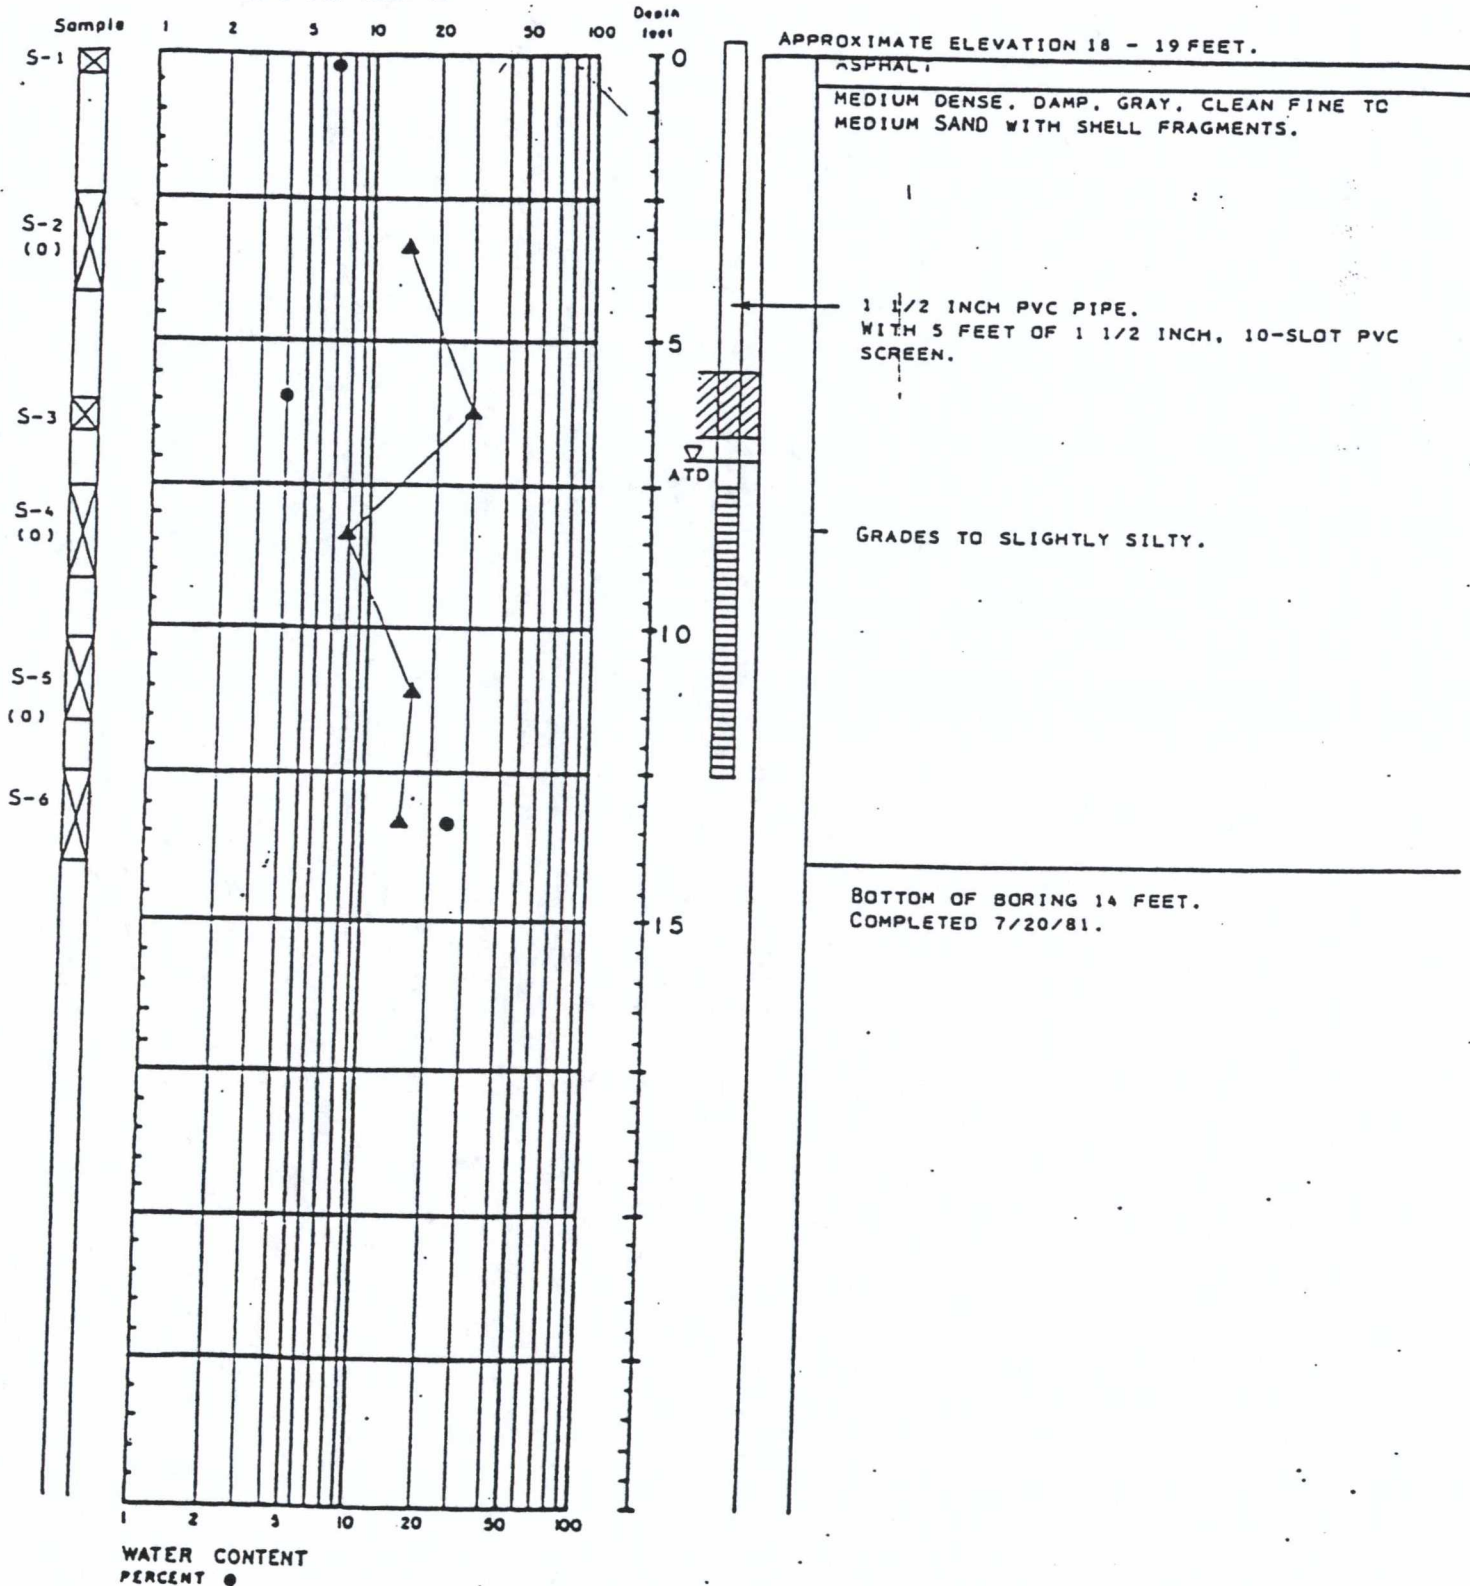 Sample 1 2 5 10 20 50 100 Depth feet
APPROXIMATE ELEVATION 18 - 19 FEET.
S-1
0
ASPHALT
MEDIUM DENSE, DAMP, GRAY, CLEAN FINE TO
MEDIUM SAND WITH SHELL FRAGMENTS.
S-2
(0)
1 1/2 INCH PVC PIPE.
WITH 5 FEET OF 1 1/2 INCH, 10-SLOT PVC
SCREEN.
5
S-3
ATD
S-4
(0)
GRADES TO SLIGHTLY SILTY.
10
S-5
(0)
S-6
BOTTOM OF BORING 14 FEET.
COMPLETED 7/20/81.
15
1 2 5 10 20 50 100
WATER CONTENT
PERCENT ●